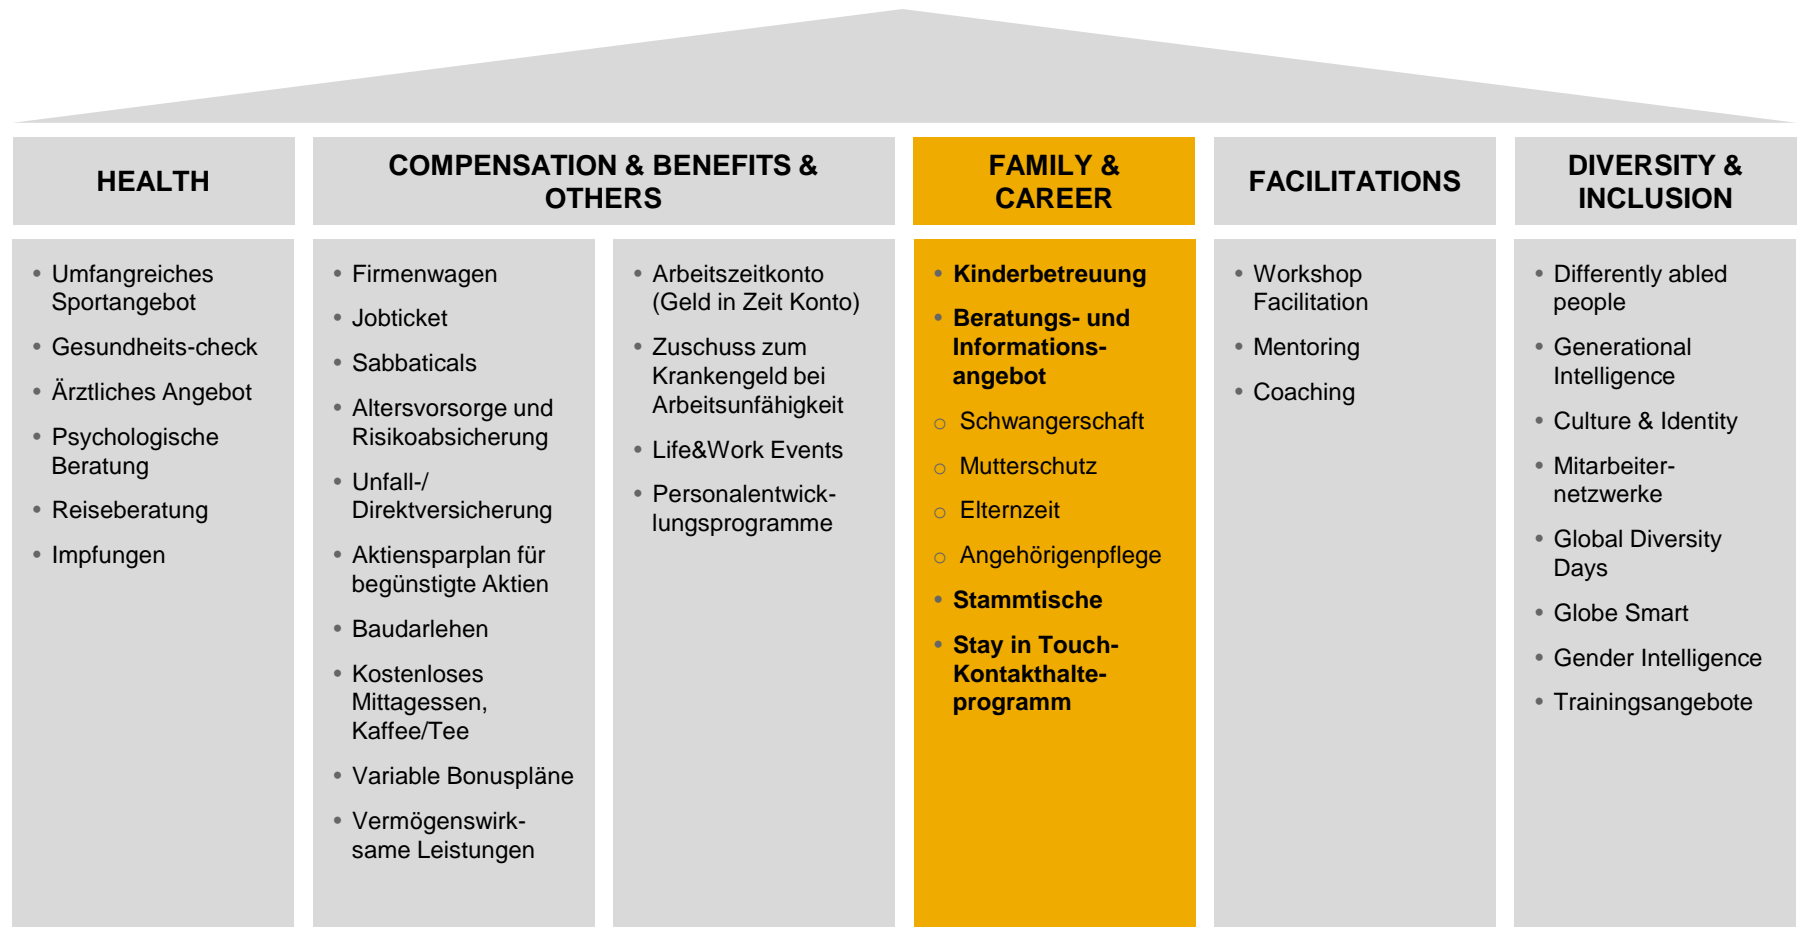 HEALTH
COMPENSATION & BENEFITS &
OTHERS
FAMILY &
CAREER
FACILITATIONS
DIVERSITY &
INCLUSION
• Umfangreiches
Sportangebot
• Gesundheits-check
• Ärztliches Angebot
• Psychologische
Beratung
• Reiseberatung
• Impfungen
• Firmenwagen
• Jobticket
• Sabbaticals
• Altersvorsorge und
Risikoabsicherung
• Unfall-/
Direktversicherung
• Aktiensparplan für
begünstigte Aktien
• Baudarlehen
• Kostenloses
Mittagessen,
Kaffee/Tee
• Variable Bonuspläne
• Vermögenswirk-
same Leistungen
• Arbeitszeitkonto
(Geld in Zeit Konto)
• Zuschuss zum
Krankengeld bei
Arbeitsunfähigkeit
• Life&Work Events
• Personalentwick-
lungsprogramme
• Kinderbetreuung
• Beratungs- und
Informations-
angebot
○ Schwangerschaft
○ Mutterschutz
○ Elternzeit
○ Angehörigenpflege
• Stammtische
• Stay in Touch-
Kontakthalte-
programm
• Workshop
Facilitation
• Mentoring
• Coaching
• Differently abled
people
• Generational
Intelligence
• Culture & Identity
• Mitarbeiter-
netzwerke
• Global Diversity
Days
• Globe Smart
• Gender Intelligence
• Trainingsangebote